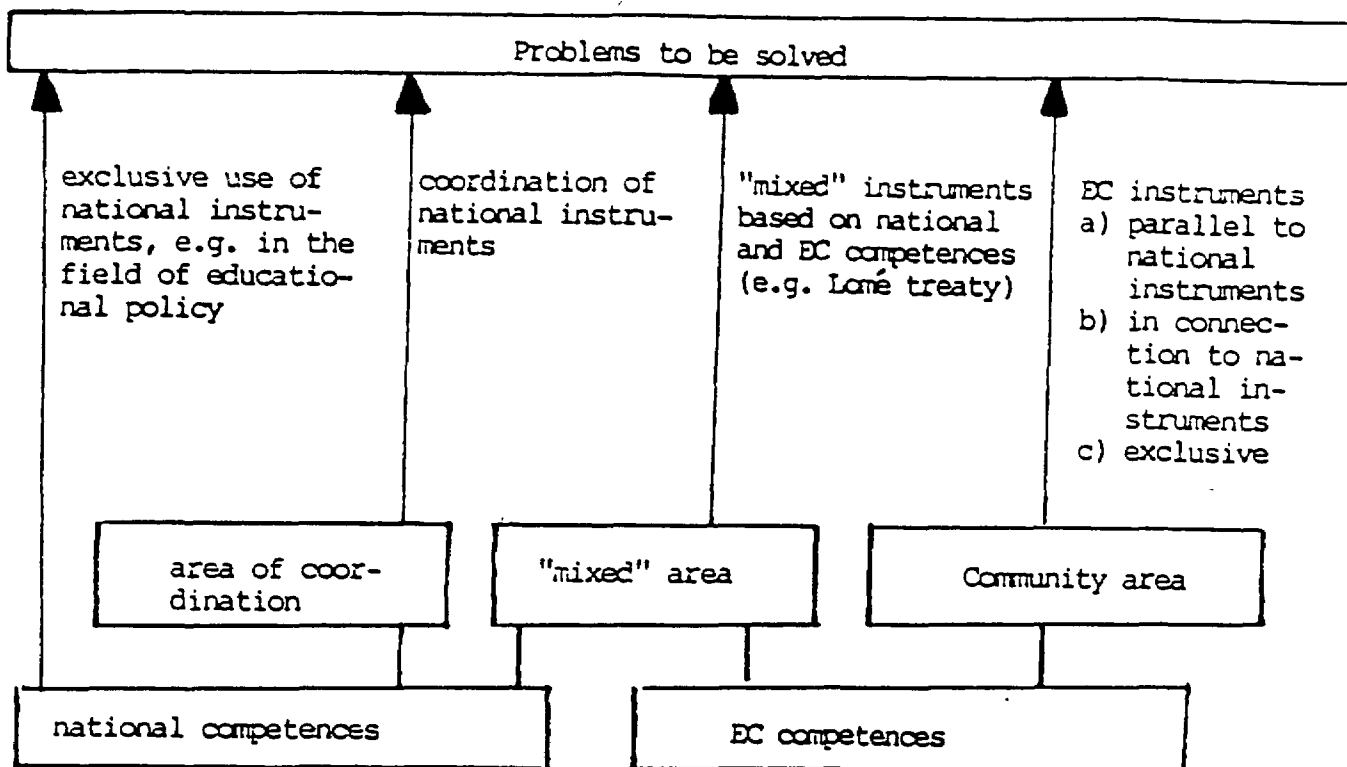 Problems to be solved
exclusive use of
national instru-
ments, e.g. in the
field of educatio-
nal policy
coordination of
national instru-
ments
"mixed" instruments
based on national
and EC competences
(e.g. Lomé treaty)
EC instruments
a) parallel to
national
instruments
b) in connec-
tion to na-
tional in-
struments
c) exclusive
area of coor-
dination
"mixed" area
Community area
national competences
EC competences